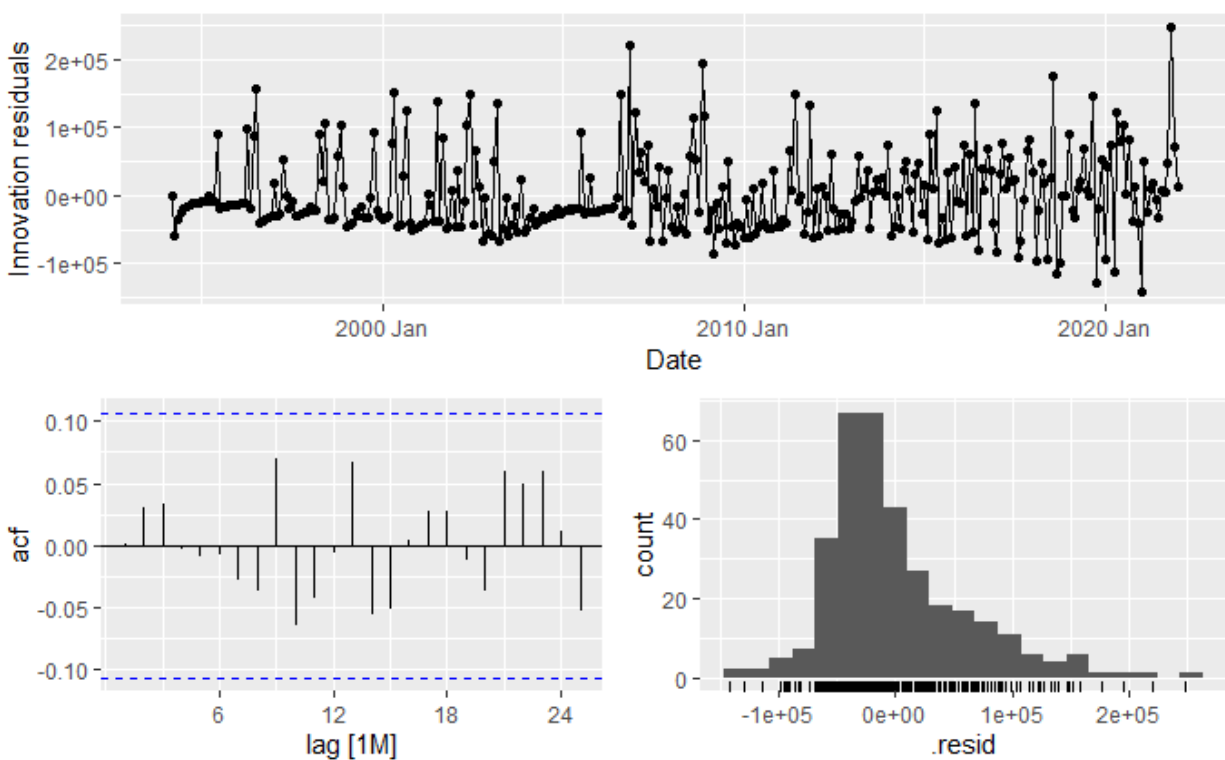 Innovation residuals
2e+05
1e+05
0e+00
-1e+05
2000 Jan 2010 Jan 2020 Jan
Date
acf
0.10
0.05
0.00
-0.05
-0.10
6 12 18 24
lag [1M]
count
60
40
20
0
-1e+05 0e+00 1e+05 2e+05
.resid